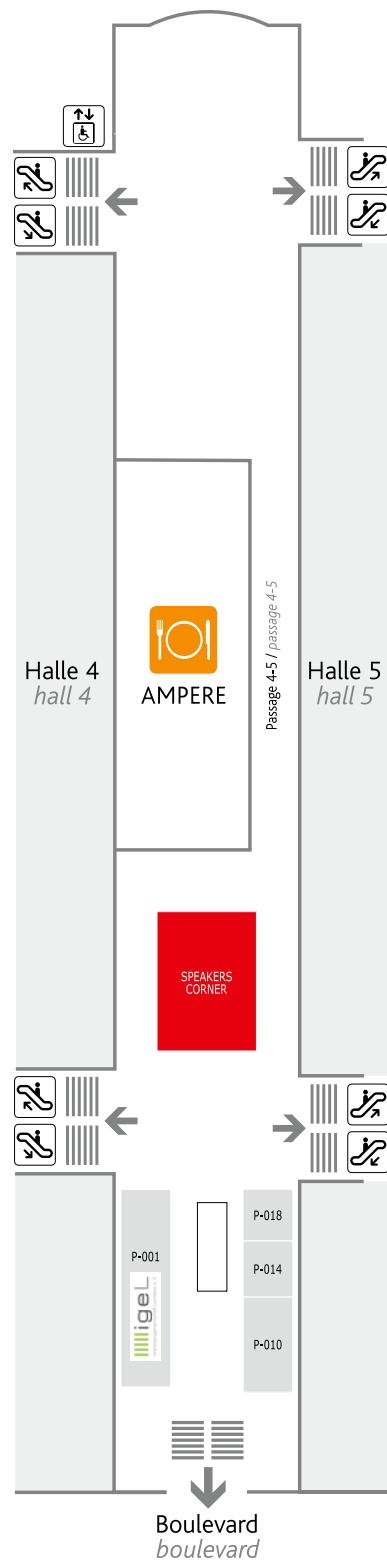 Passage 4-5 / passage 4-5
Halle 4
hall 4
AMPERE
Halle 5
hall 5
SPEAKERS
CORNER
P-001
igeL
P-018
P-014
P-010
Boulevard
boulevard